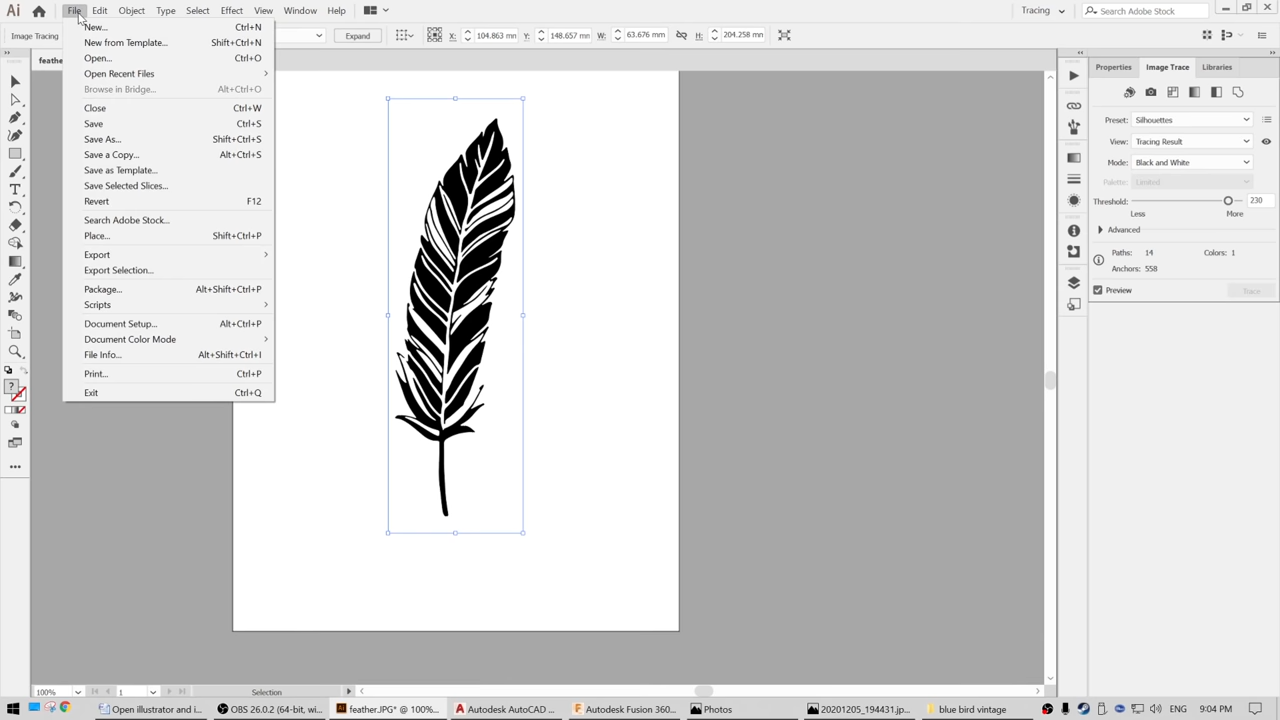 Ai File Edit Object Type Select Effect View Window Help Tracing Search Adobe Stock
Image Tracing Expand X: 104.863 mm Y: 148.657 mm W: 63.676 mm H: 204.258 mm
feather
New... Ctrl+N
New from Template... Shift+Ctrl+N
Open... Ctrl+O
Open Recent Files
Browse in Bridge... Alt+Ctrl+O
Close Ctrl+W
Save Ctrl+S
Save As... Shift+Ctrl+S
Save a Copy... Alt+Ctrl+S
Save as Template...
Save Selected Slices...
Revert F12
Search Adobe Stock...
Place... Shift+Ctrl+P
Export
Export Selection...
Package... Alt+Shift+Ctrl+P
Scripts
Document Setup... Alt+Ctrl+P
Document Color Mode
File Info... Alt+Shift+Ctrl+I
Print... Ctrl+P
Exit Ctrl+Q
Properties Image Trace Libraries
Preset: Silhouettes
View: Tracing Result
Mode: Black and White
Palette: Limited
Threshold: 230
Less More
Advanced
Paths: 14 Colors: 1
Anchors: 558
Preview Trace
100% 1 Selection
Open illustrator and i... OBS 26.0.2 (64-bit, wi... feather.JPG* @ 100%... Autodesk AutoCAD ... Autodesk Fusion 360... Photos 20201205_194431.jp... blue bird vintage ENG 9:04 PM